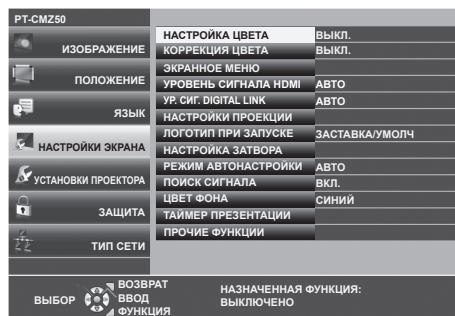 PT-CMZ50
ИЗОБРАЖЕНИЕ
ПОЛОЖЕНИЕ
ЯЗЫК
НАСТРОЙКИ ЭКРАНА
УСТАНОВКИ ПРОЕКТОРА
ЗАЩИТА
ТИП СЕТИ
НАСТРОЙКА ЦВЕТА ВЫКЛ.
КОРРЕКЦИЯ ЦВЕТА ВЫКЛ.
ЭКРАННОЕ МЕНЮ
УРОВЕНЬ СИГНАЛА HDMI АВТО
УР. СИГ. DIGITAL LINK АВТО
НАСТРОЙКИ ПРОЕКЦИИ
ЛОГОТИП ПРИ ЗАПУСКЕ ЗАСТАВКА/УМОЛЧ
НАСТРОЙКА ЗАТВОРА
РЕЖИМ АВТОНАСТРОЙКИ АВТО
ПОИСК СИГНАЛА ВКЛ.
ЦВЕТ ФОНА СИНИЙ
ТАЙМЕР ПРЕЗЕНТАЦИИ
ПРОЧИЕ ФУНКЦИИ
ВЫБОР
ВОЗВРАТ
ВВОД
ФУНКЦИЯ
НАЗНАЧЕННАЯ ФУНКЦИЯ:
ВЫКЛЮЧЕНО